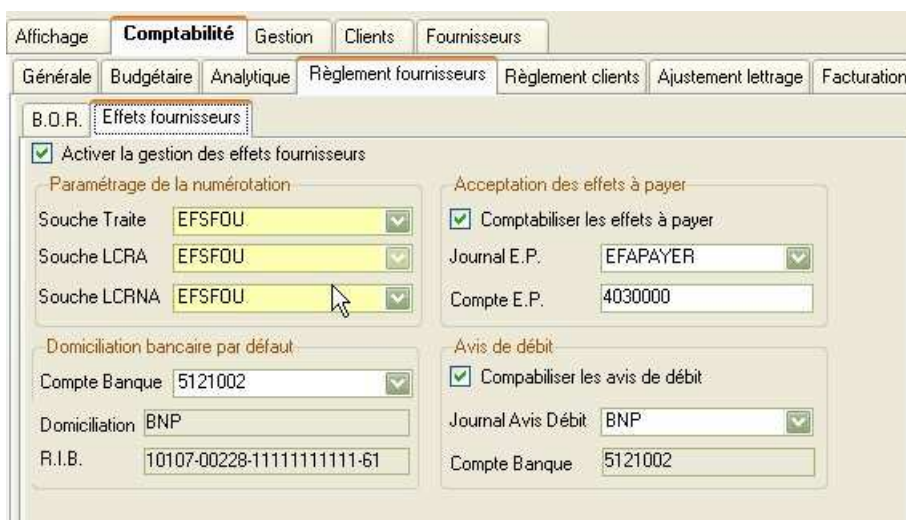 Affichage Comptabilité Gestion Clients Fournisseurs
Générale Budgétaire Analytique Règlement fournisseurs Règlement clients Ajustement lettrage Facturation
B.O.R. Effets fournisseurs
Activer la gestion des effets fournisseurs
Paramétrage de la numérotation
Souche Traite EFSFOU
Souche LCRA EFSFOU
Souche LCRNA EFSFOU
Acceptation des effets à payer
Comptabiliser les effets à payer
Journal E.P. EFAPAYER
Compte E.P. 4030000
Domiciliation bancaire par défaut
Compte Banque 5121002
Domiciliation BNP
R.I.B. 10107-00228-11111111111-61
Avis de débit
Compabiliser les avis de débit
Journal Avis Débit BNP
Compte Banque 5121002